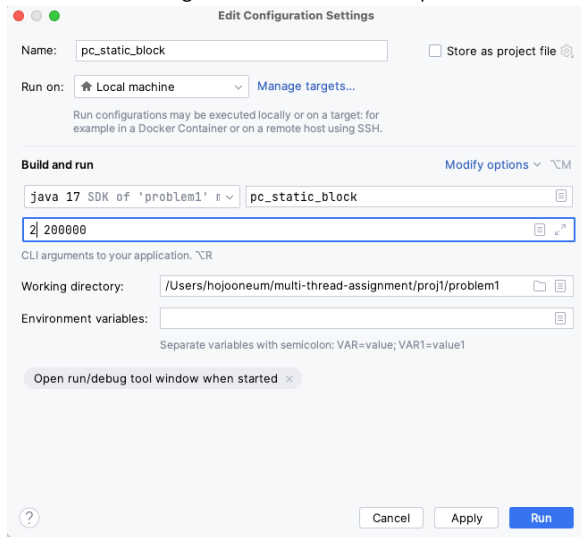 Edit Configuration Settings
Name: pc_static_block Store as project file
Run on: Local machine Manage targets...
Run configurations may be executed locally or on a target: for
example in a Docker Container or on a remote host using SSH.
Build and run Modify options ⌥M
java 17 SDK of 'problem1' pc_static_block
2 200000
CLI arguments to your application. ⌥R
Working directory: /Users/hojooneum/multi-thread-assignment/proj1/problem1
Environment variables:
Separate variables with semicolon: VAR=value; VAR1=value1
Open run/debug tool window when started ×
? Cancel Apply Run